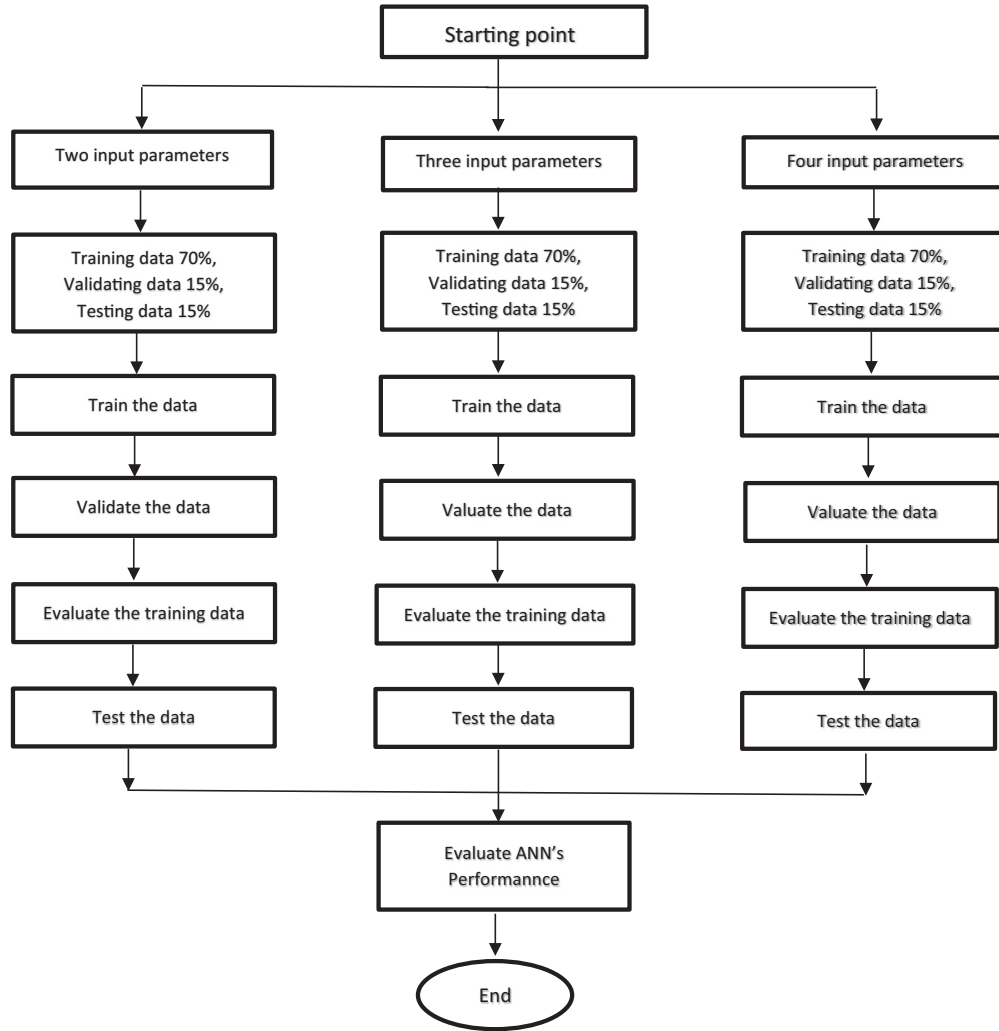 Starting point
Two input parameters
Three input parameters
Four input parameters
Training data 70%,
Validating data 15%,
Testing data 15%
Training data 70%,
Validating data 15%,
Testing data 15%
Training data 70%,
Validating data 15%,
Testing data 15%
Train the data
Train the data
Train the data
Validate the data
Valuate the data
Valuate the data
Evaluate the training data
Evaluate the training data
Evaluate the training data
Test the data
Test the data
Test the data
Evaluate ANN's
Performannce
End